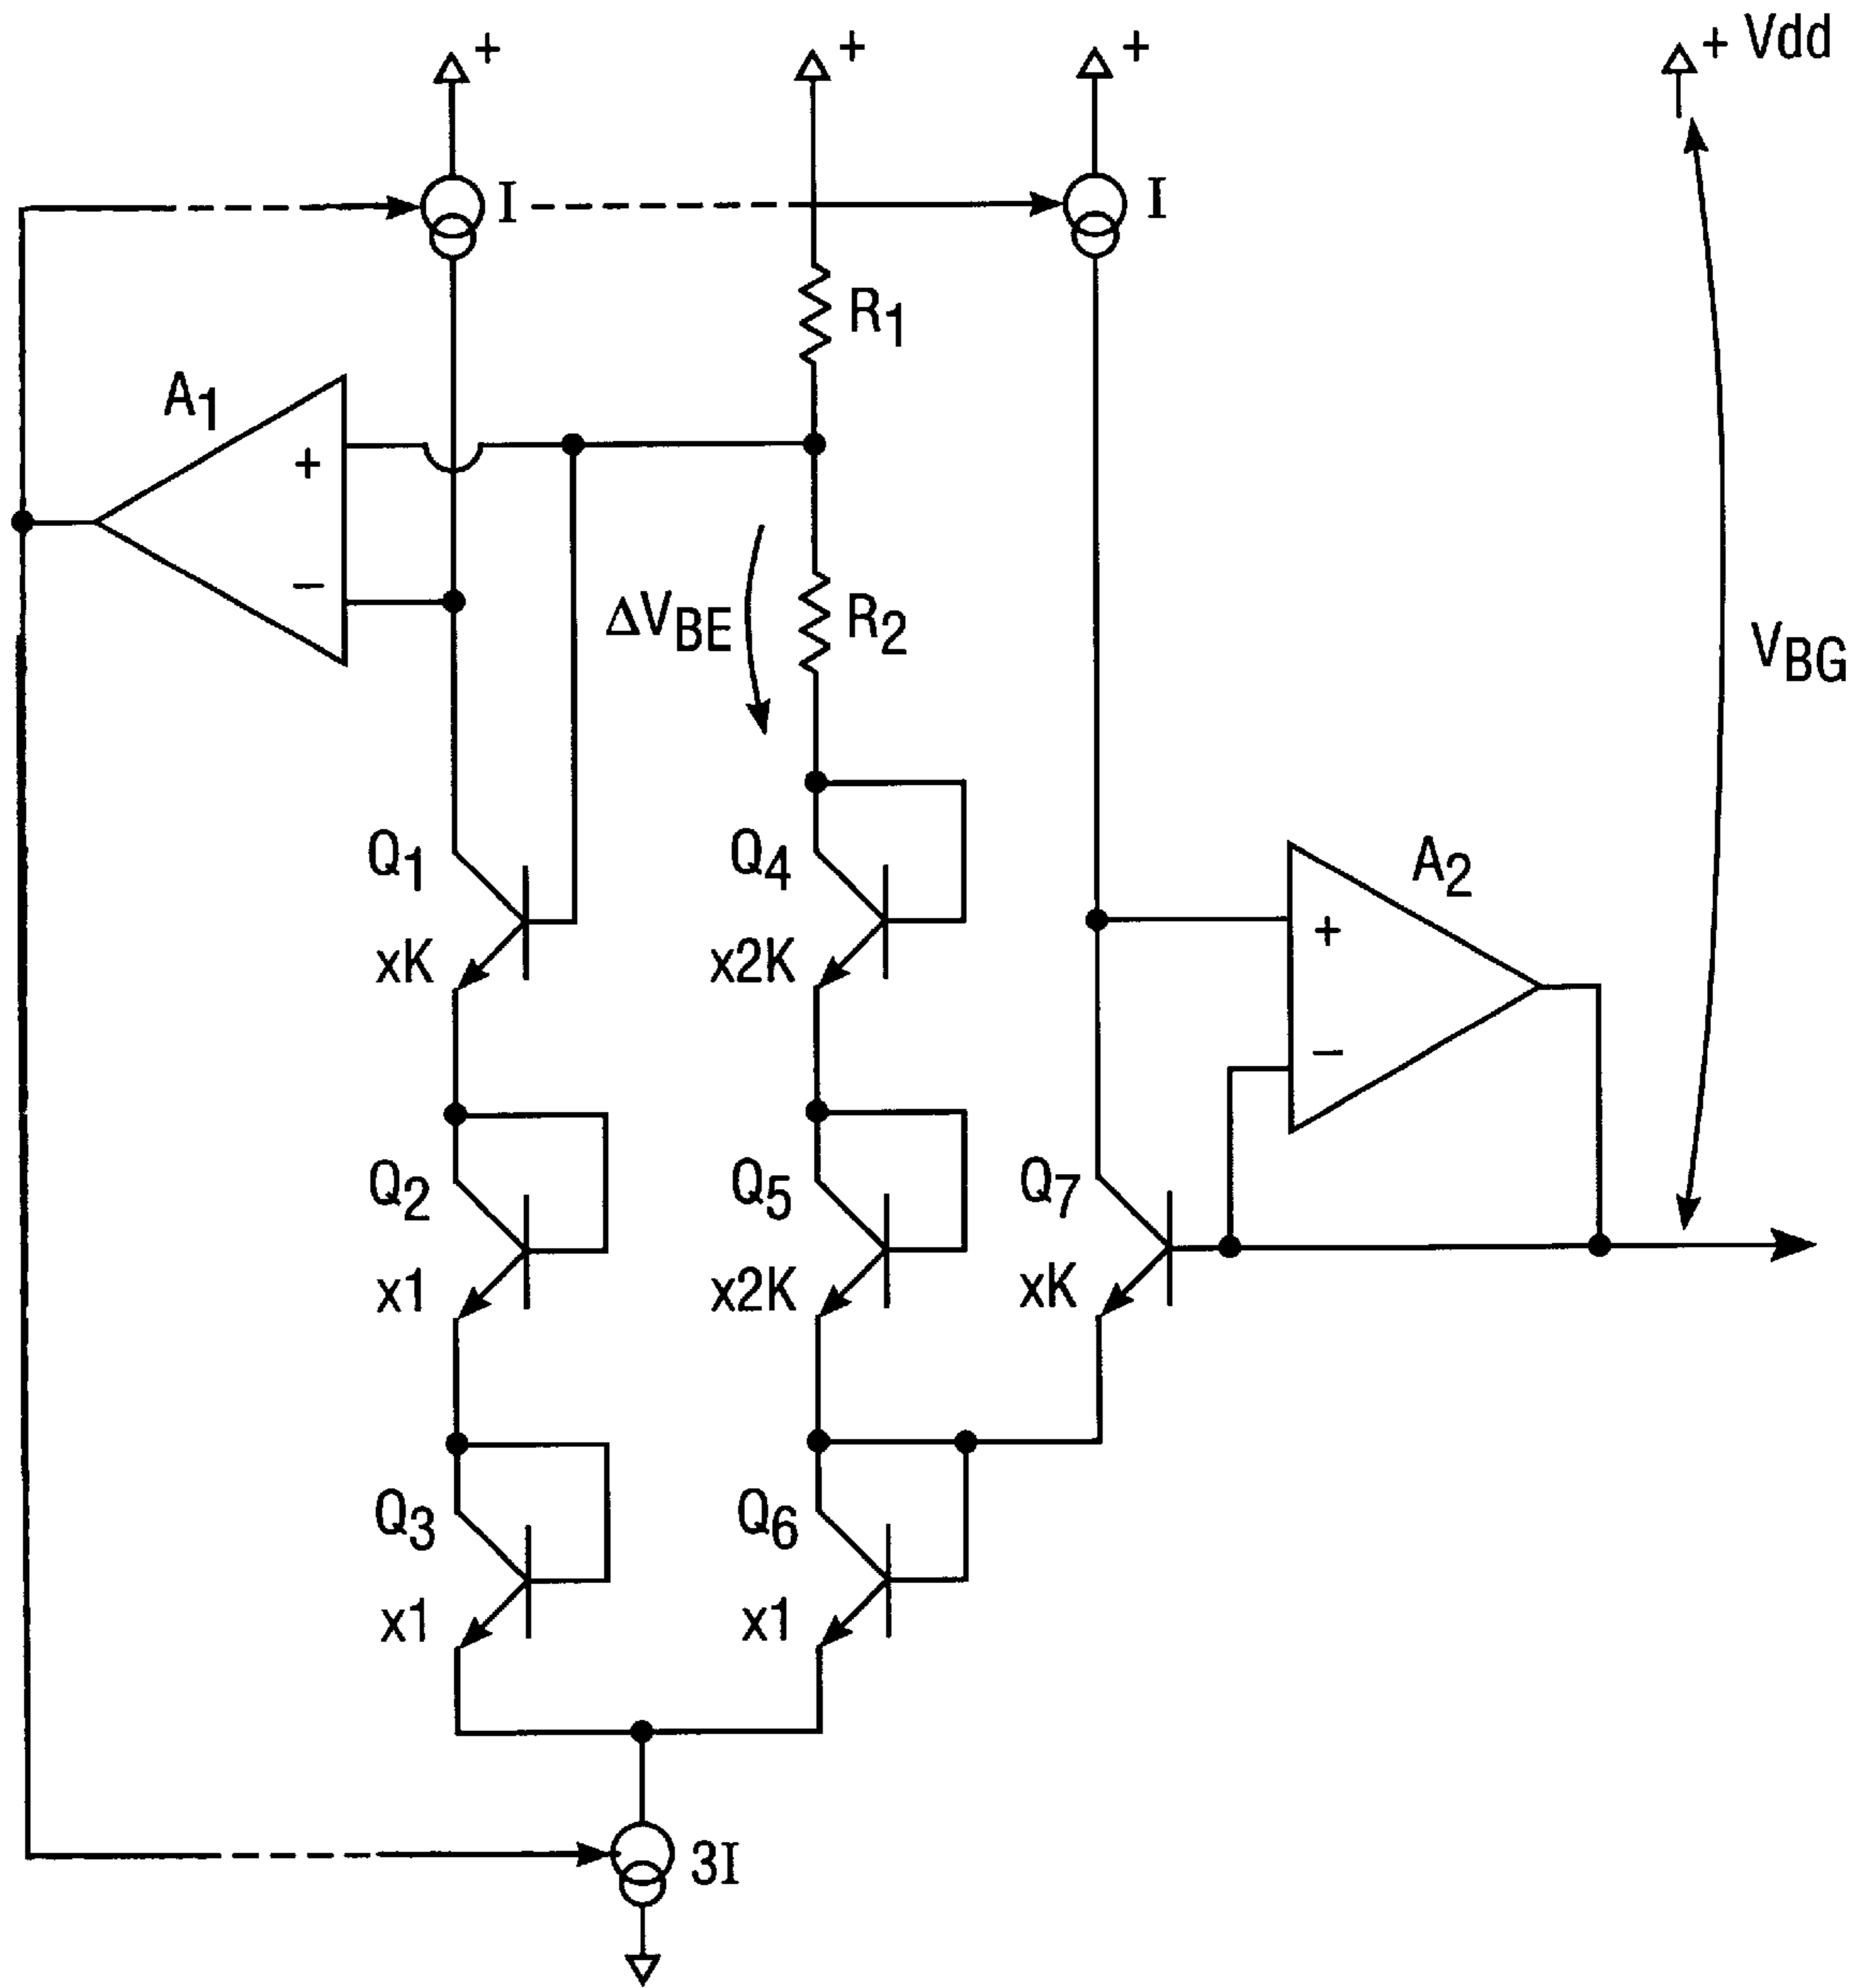 + + + + Vdd
I I
R1
A1
+
−
ΔVBE R2 VBG
Q1 Q4 A2
xK x2K +
−
Q2 Q5 Q7
x1 x2K xK
Q3 Q6
x1 x1
3I